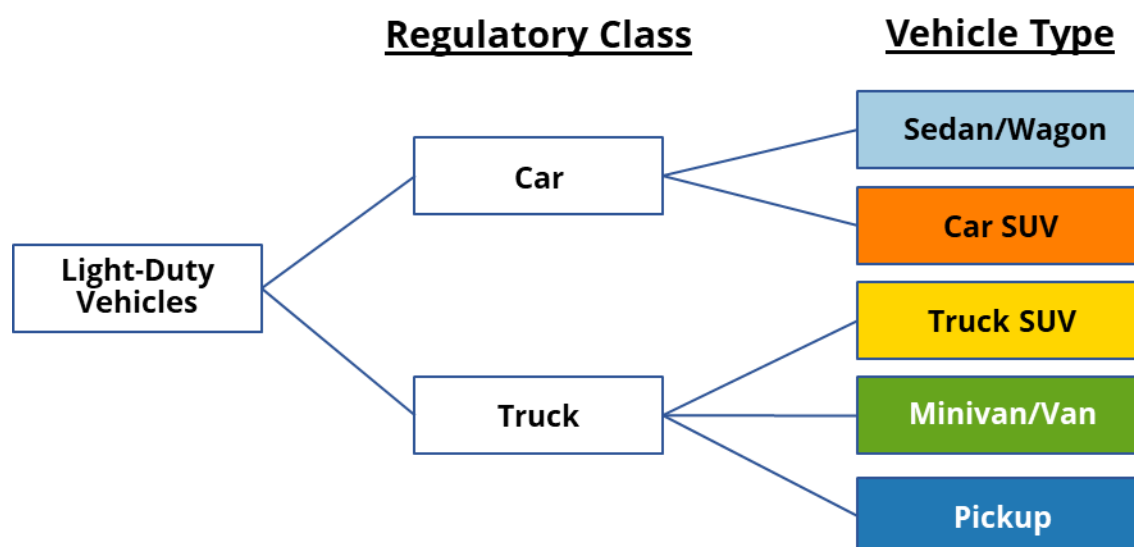 Regulatory Class
Vehicle Type
Sedan/Wagon
Car
Car SUV
Light-Duty
Vehicles
Truck SUV
Truck
Minivan/Van
Pickup